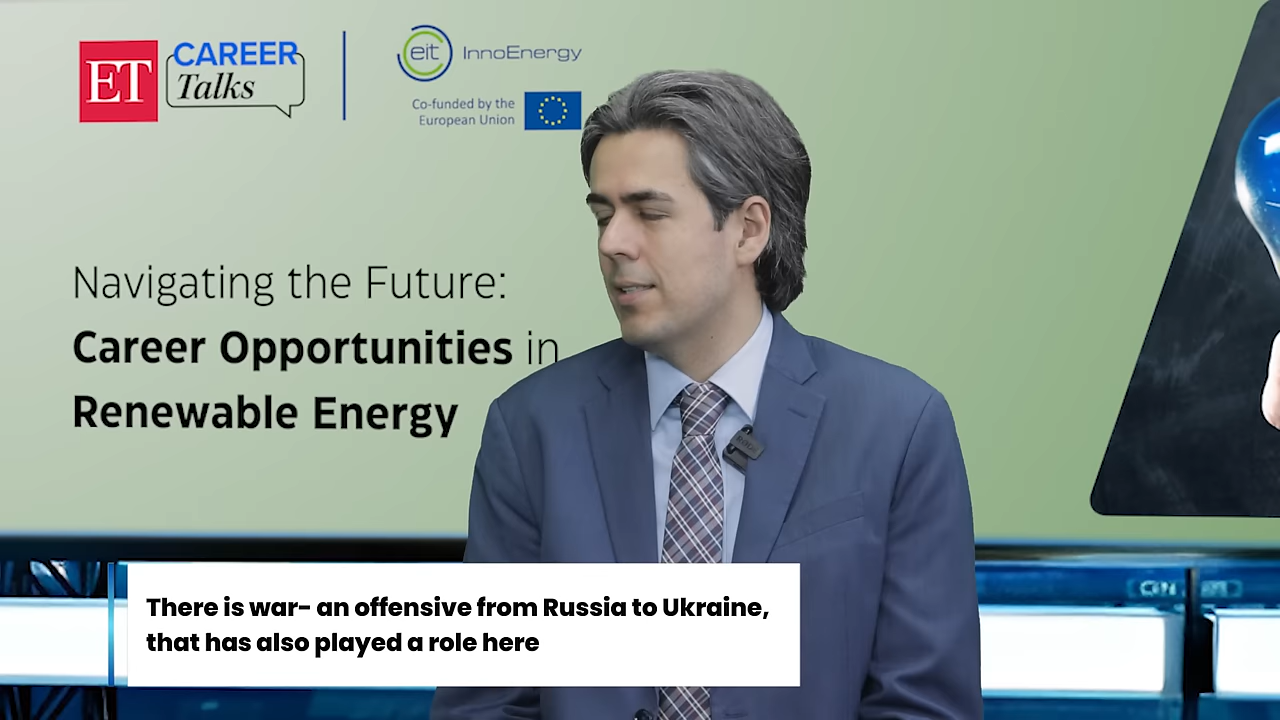 ET
CAREER
Talks
eit InnoEnergy
Co-funded by the
European Union
Navigating the Future:
Career Opportunities in
Renewable Energy
There is war- an offensive from Russia to Ukraine,
that has also played a role here